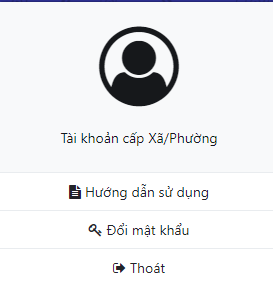 Tài khoản cấp Xã/Phường
Hướng dẫn sử dụng
Đổi mật khẩu
Thoát